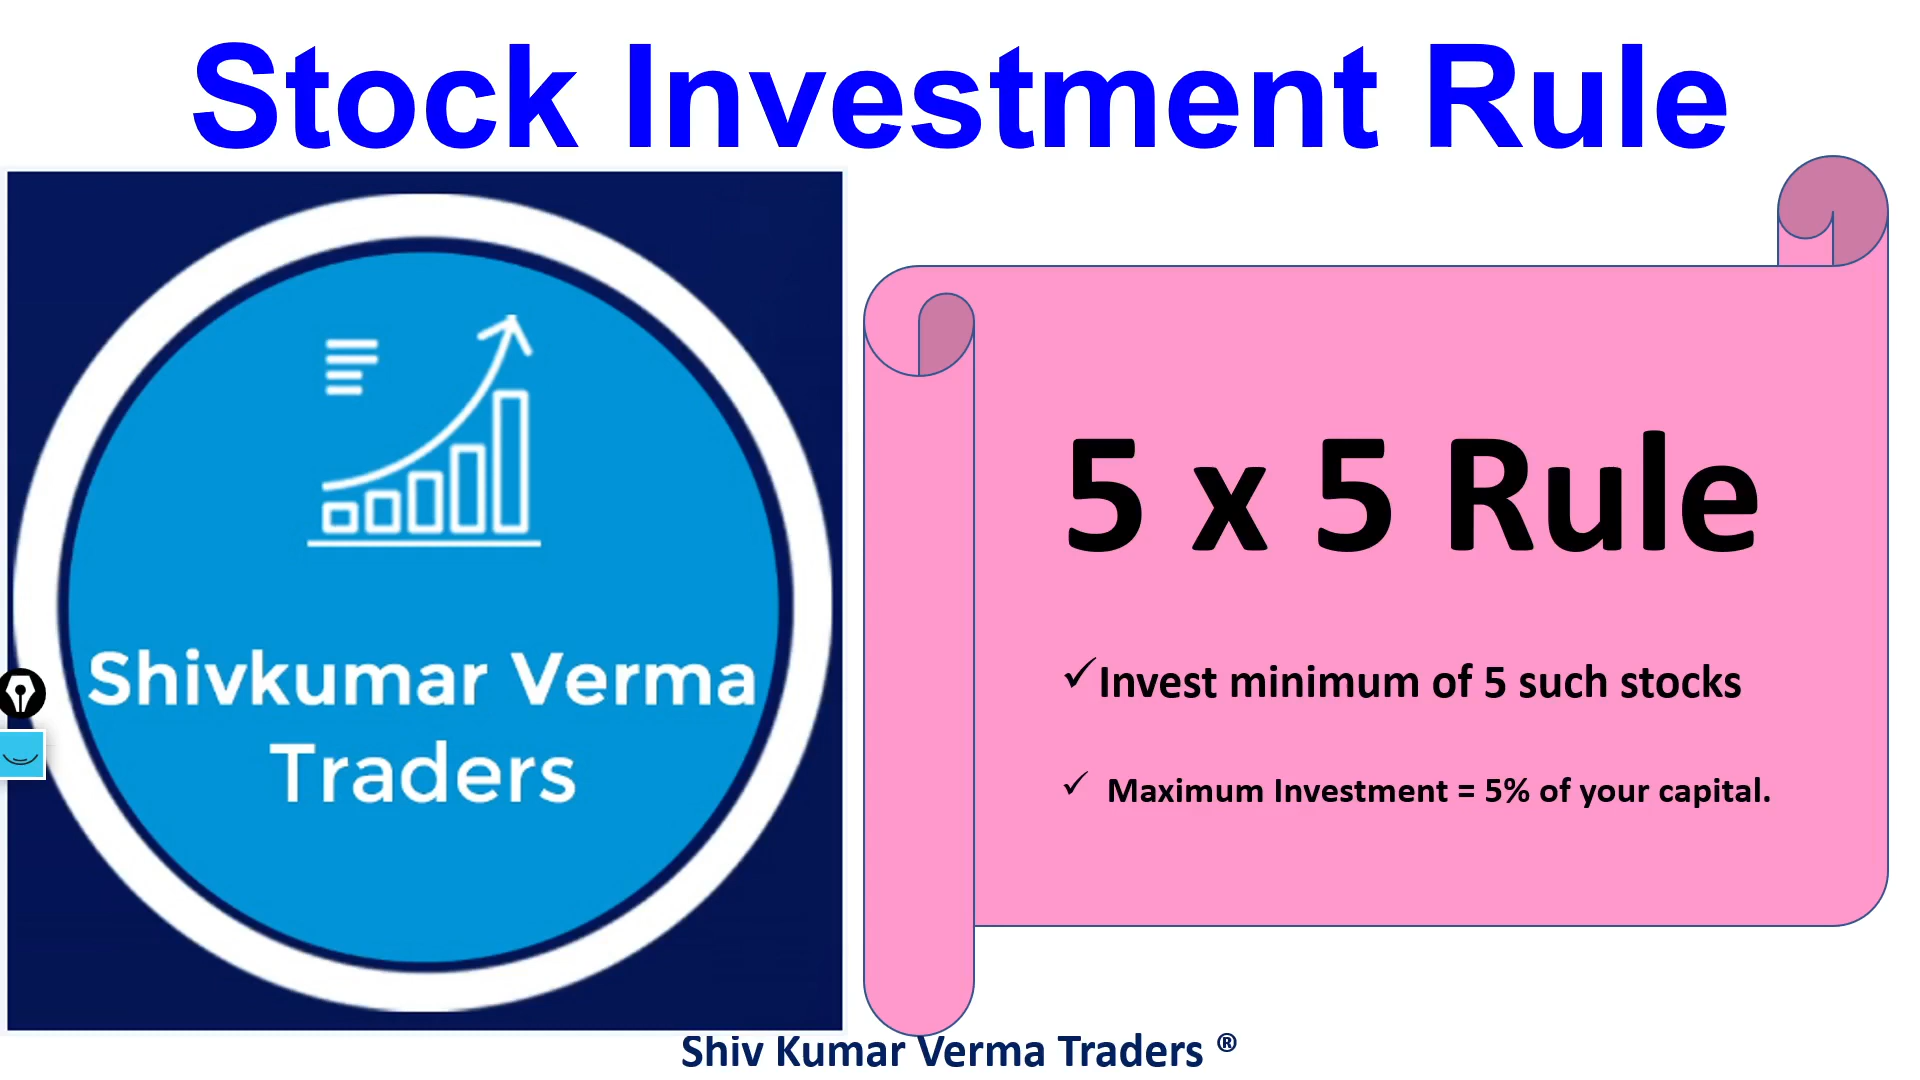 Stock Investment Rule
Shivkumar Verma
Traders
5 x 5 Rule
✓Invest minimum of 5 such stocks
✓ Maximum Investment = 5% of your capital.
Shiv Kumar Verma Traders ®